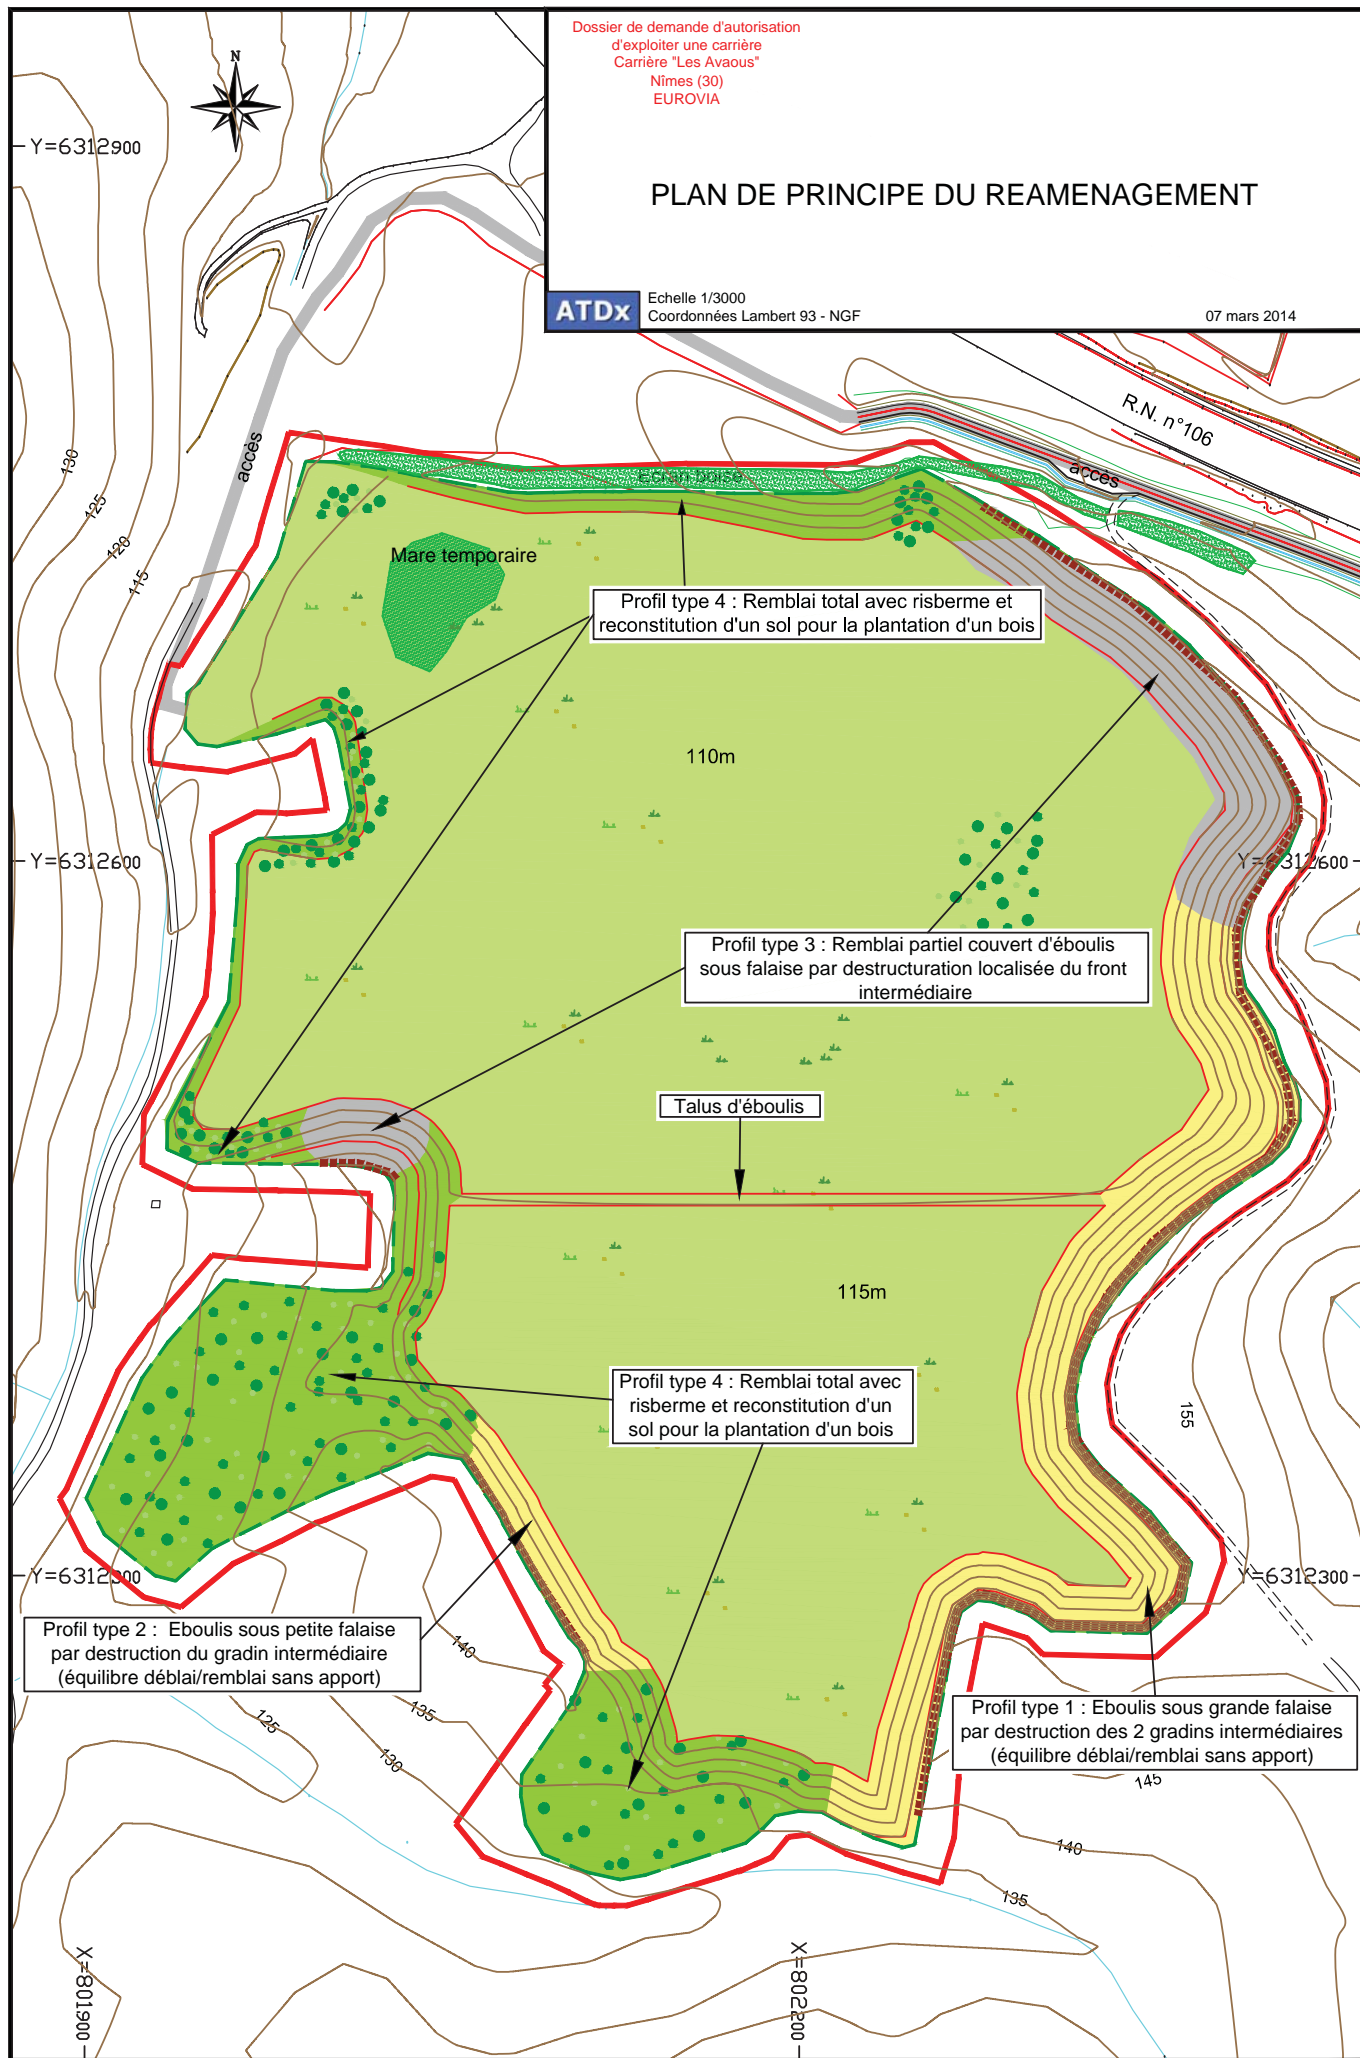 Dossier de demande d'autorisation
d'exploiter une carrière
Carrière "Les Avaous"
Nîmes (30)
EUROVIA
PLAN DE PRINCIPE DU REAMENAGEMENT
ATDx
Echelle 1/3000
Coordonnées Lambert 93 - NGF
07 mars 2014
N
Y=6312900
R.N. n°106
accès
accès
Ecran boisé
130
125
120
115
Mare temporaire
Profil type 4 : Remblai total avec risberme et
reconstitution d'un sol pour la plantation d'un bois
110m
Y=6312600
Y=6312600
Profil type 3 : Remblai partiel couvert d'éboulis
sous falaise par destructuration localisée du front
intermédiaire
Talus d'éboulis
115m
Profil type 4 : Remblai total avec
risberme et reconstitution d'un
sol pour la plantation d'un bois
155
Y=6312300
Y=6312300
Profil type 2 : Eboulis sous petite falaise
par destruction du gradin intermédiaire
(équilibre déblai/remblai sans apport)
140
135
125
130
Profil type 1 : Eboulis sous grande falaise
par destruction des 2 gradins intermédiaires
(équilibre déblai/remblai sans apport)
145
140
135
X=801900
X=802200